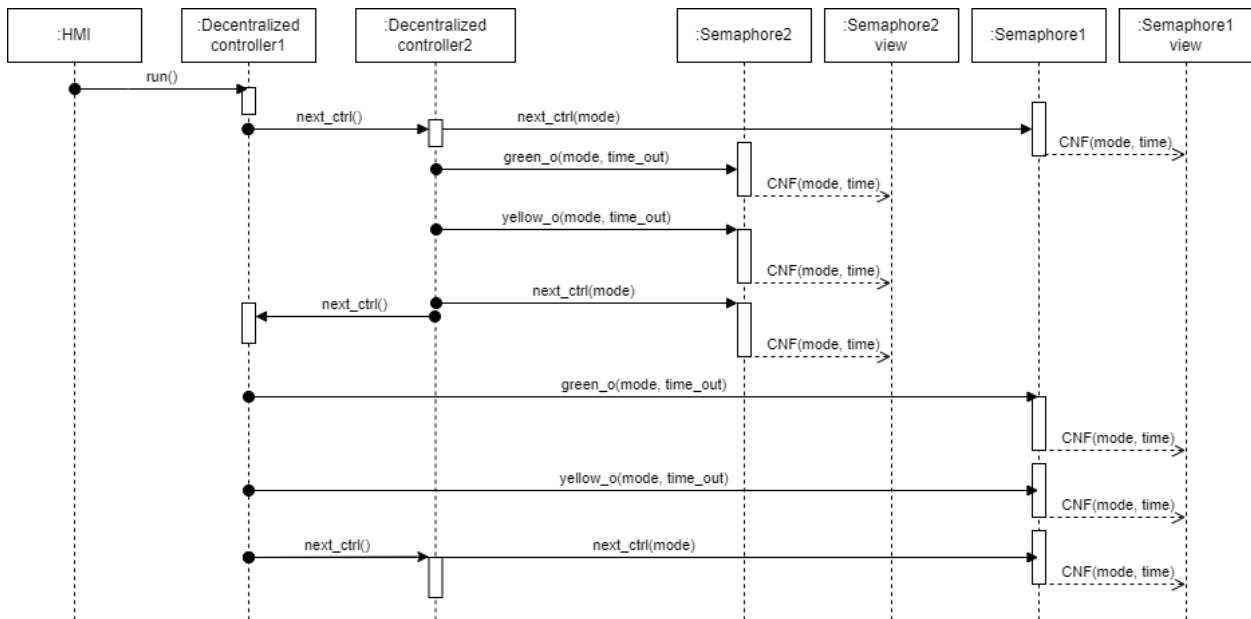 :HMI
:Decentralized
controller1
:Decentralized
controller2
:Semaphore2
:Semaphore2
view
:Semaphore1
:Semaphore1
view
run()
next_ctrl()
next_ctrl(mode)
CNF(mode, time)
green_o(mode, time_out)
CNF(mode, time)
yellow_o(mode, time_out)
CNF(mode, time)
next_ctrl(mode)
next_ctrl()
CNF(mode, time)
green_o(mode, time_out)
CNF(mode, time)
yellow_o(mode, time_out)
CNF(mode, time)
next_ctrl()
next_ctrl(mode)
CNF(mode, time)